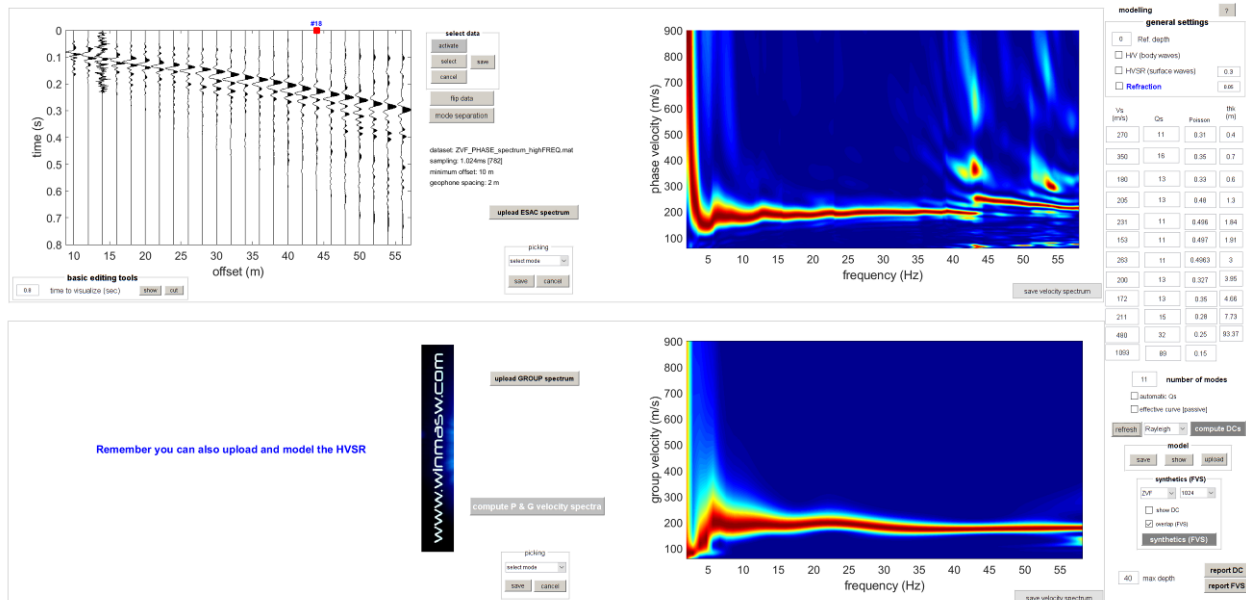 #18
0
0.1
0.2
0.3
0.4
0.5
0.6
0.7
0.8
time (s)
10 15 20 25 30 35 40 45 50 55
offset (m)
basic editing tools
0.8 time to visualize (sec) show cut
select data
activate
select save
cancel
flip data
mode separation
dataset: ZVF_PHASE_spectrum_highFREQ.mat
sampling: 1.024ms [782]
minimum offset: 10 m
geophone spacing: 2 m
upload ESAC spectrum
picking
select mode
save cancel
900
800
700
600
500
400
300
200
100
phase velocity (m/s)
5 10 15 20 25 30 35 40 43 45 50 55
frequency (Hz)
save velocity spectrum
Remember you can also upload and model the HVSR
www.winmasw.com
upload GROUP spectrum
compute P & G velocity spectra
picking
select mode
save cancel
900
800
700
600
500
400
300
200
100
group velocity (m/s)
5 10 15 20 25 30 35 40 45 50 55
frequency (Hz)
save velocity spectrum
modelling ?
general settings
0 Ref. depth
H/V (body waves)
HVSR (surface waves) 0.3
Refraction 0.05
Vs (m/s) Qs Poisson thk (m)
270 11 0.31 0.4
350 16 0.35 0.7
180 13 0.33 0.6
205 13 0.48 1.3
231 11 0.496 1.84
153 11 0.497 1.91
263 11 0.4963 3
200 13 0.327 3.95
172 13 0.35 4.68
211 15 0.28 7.73
480 32 0.25 93.37
1093 89 0.15
11 number of modes
automatic Qs
effective curve [passive]
refresh Rayleigh compute DCs
model
save show upload
synthetics (FVS)
ZVF 1024
show DC
overlap (FVS)
synthetics (FVS)
40 max depth
report DC
report FVS